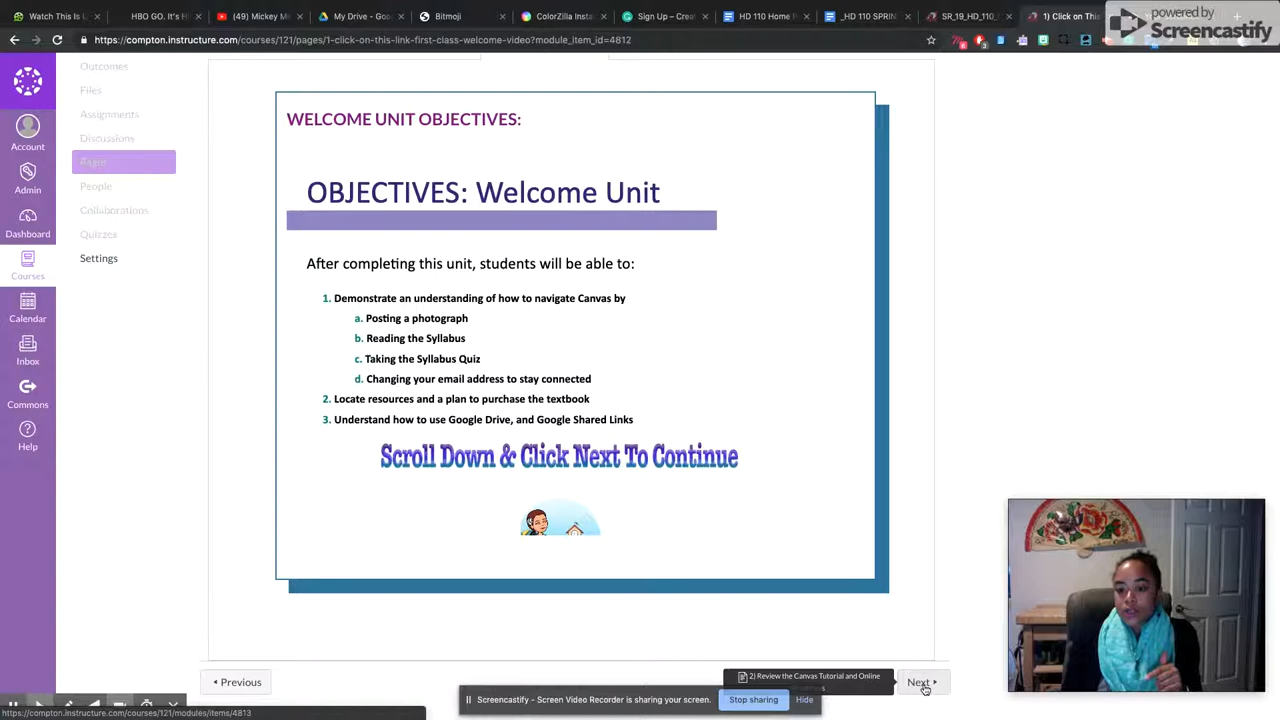 Watch This Is U
HBO GO. It's H
(49) Mickey M
My Drive - Goo
Bitmoji
ColorZilla Insta
Sign Up – Creat
HD 110 Home P
_HD 110 SPRIN
SR_19_HD_110_
1) Click on This
powered by
Screencastify
https://compton.instructure.com/courses/121/pages/1-click-on-this-link-first-class-welcome-video?module_item_id=4812
Outcomes
Files
Assignments
Discussions
Pages
People
Collaborations
Quizzes
Settings
Account
Admin
Dashboard
Courses
Calendar
Inbox
Commons
Help
WELCOME UNIT OBJECTIVES:
OBJECTIVES: Welcome Unit
After completing this unit, students will be able to:
1. Demonstrate an understanding of how to navigate Canvas by
a. Posting a photograph
b. Reading the Syllabus
c. Taking the Syllabus Quiz
d. Changing your email address to stay connected
2. Locate resources and a plan to purchase the textbook
3. Understand how to use Google Drive, and Google Shared Links
Scroll Down & Click Next To Continue
Previous
2) Review the Canvas Tutorial and Online
Next
Screencastify - Screen Video Recorder is sharing your screen.
Stop sharing
Hide
https://compton.instructure.com/courses/121/modules/items/4813